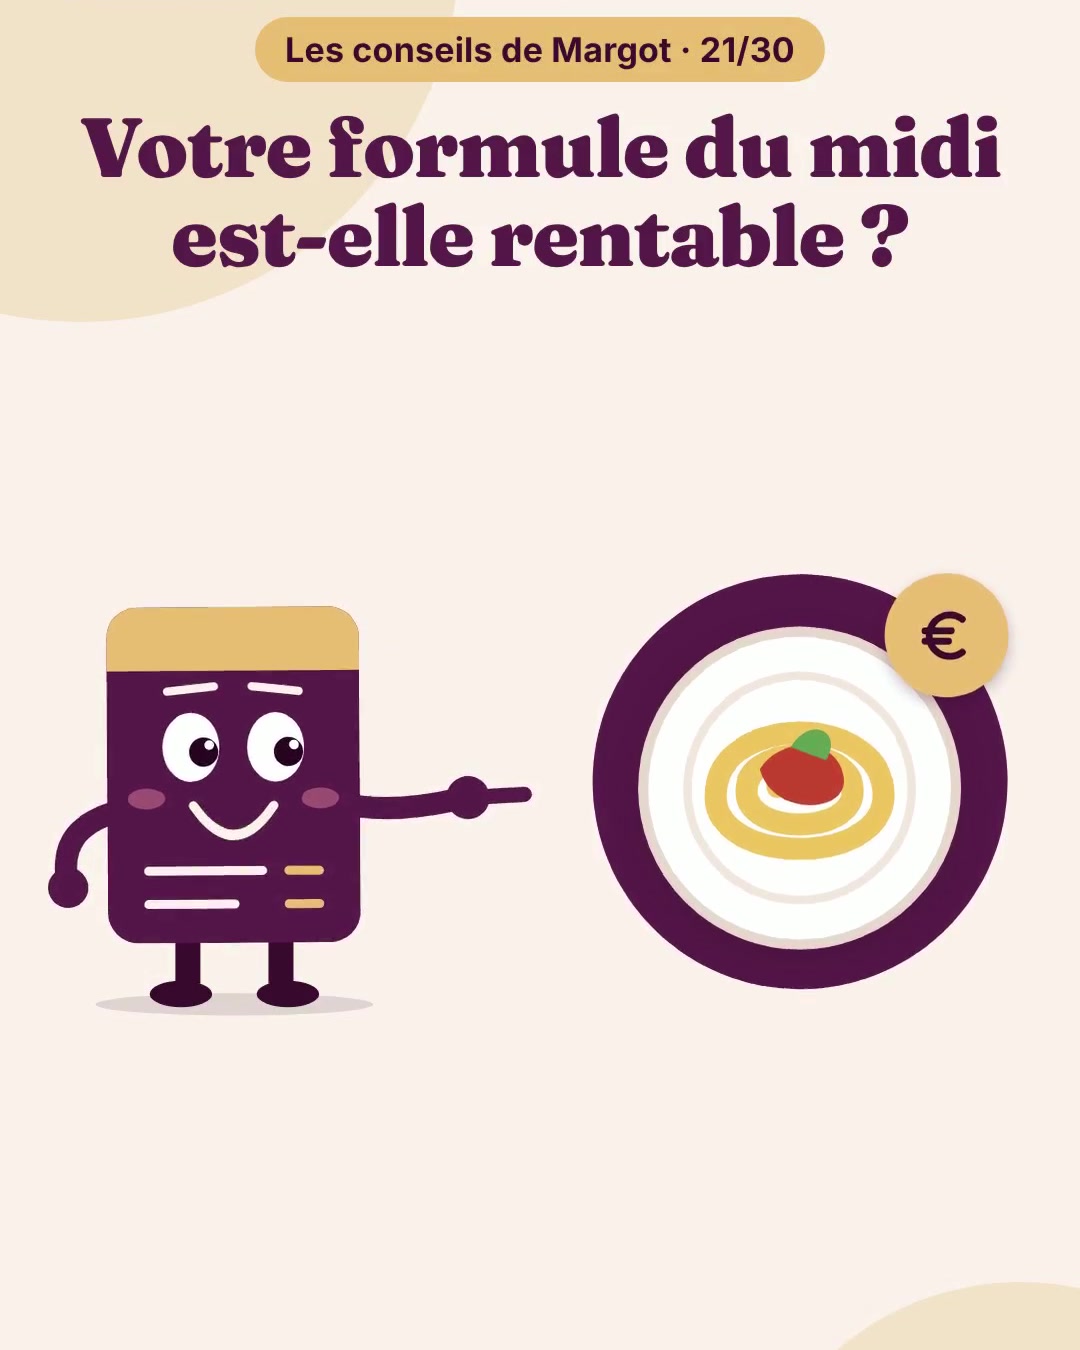 Les conseils de Margot · 21/30
Votre formule du midi
est-elle rentable ?
€